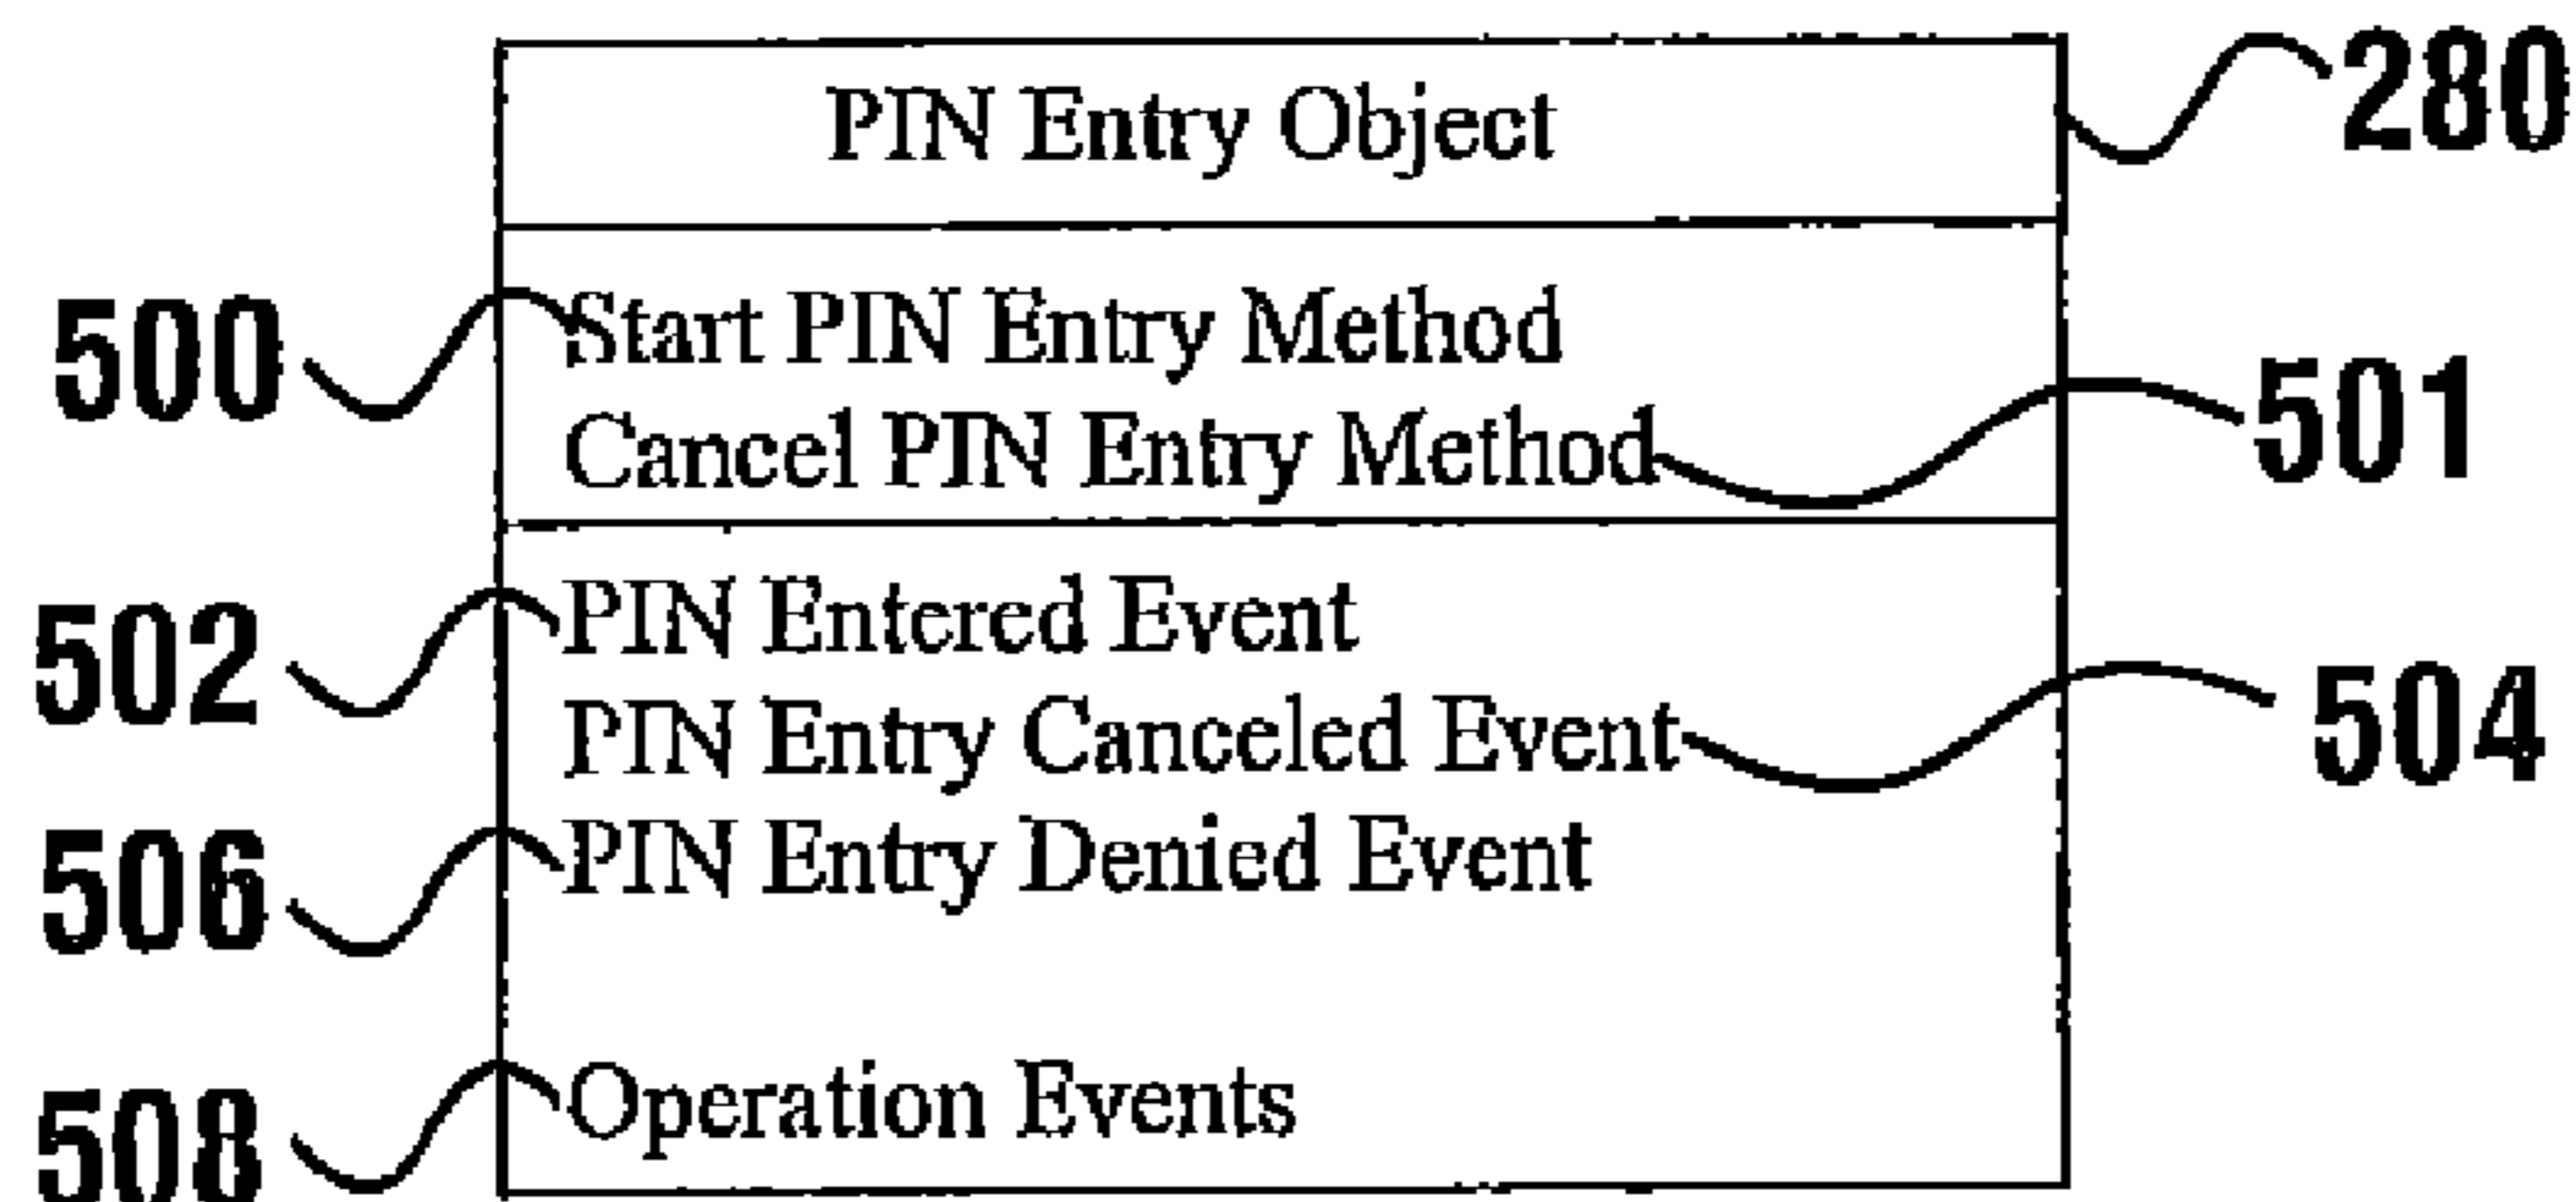 PIN Entry Object 280
500 Start PIN Entry Method
Cancel PIN Entry Method 501
502 PIN Entered Event
PIN Entry Canceled Event 504
506 PIN Entry Denied Event
508 Operation Events